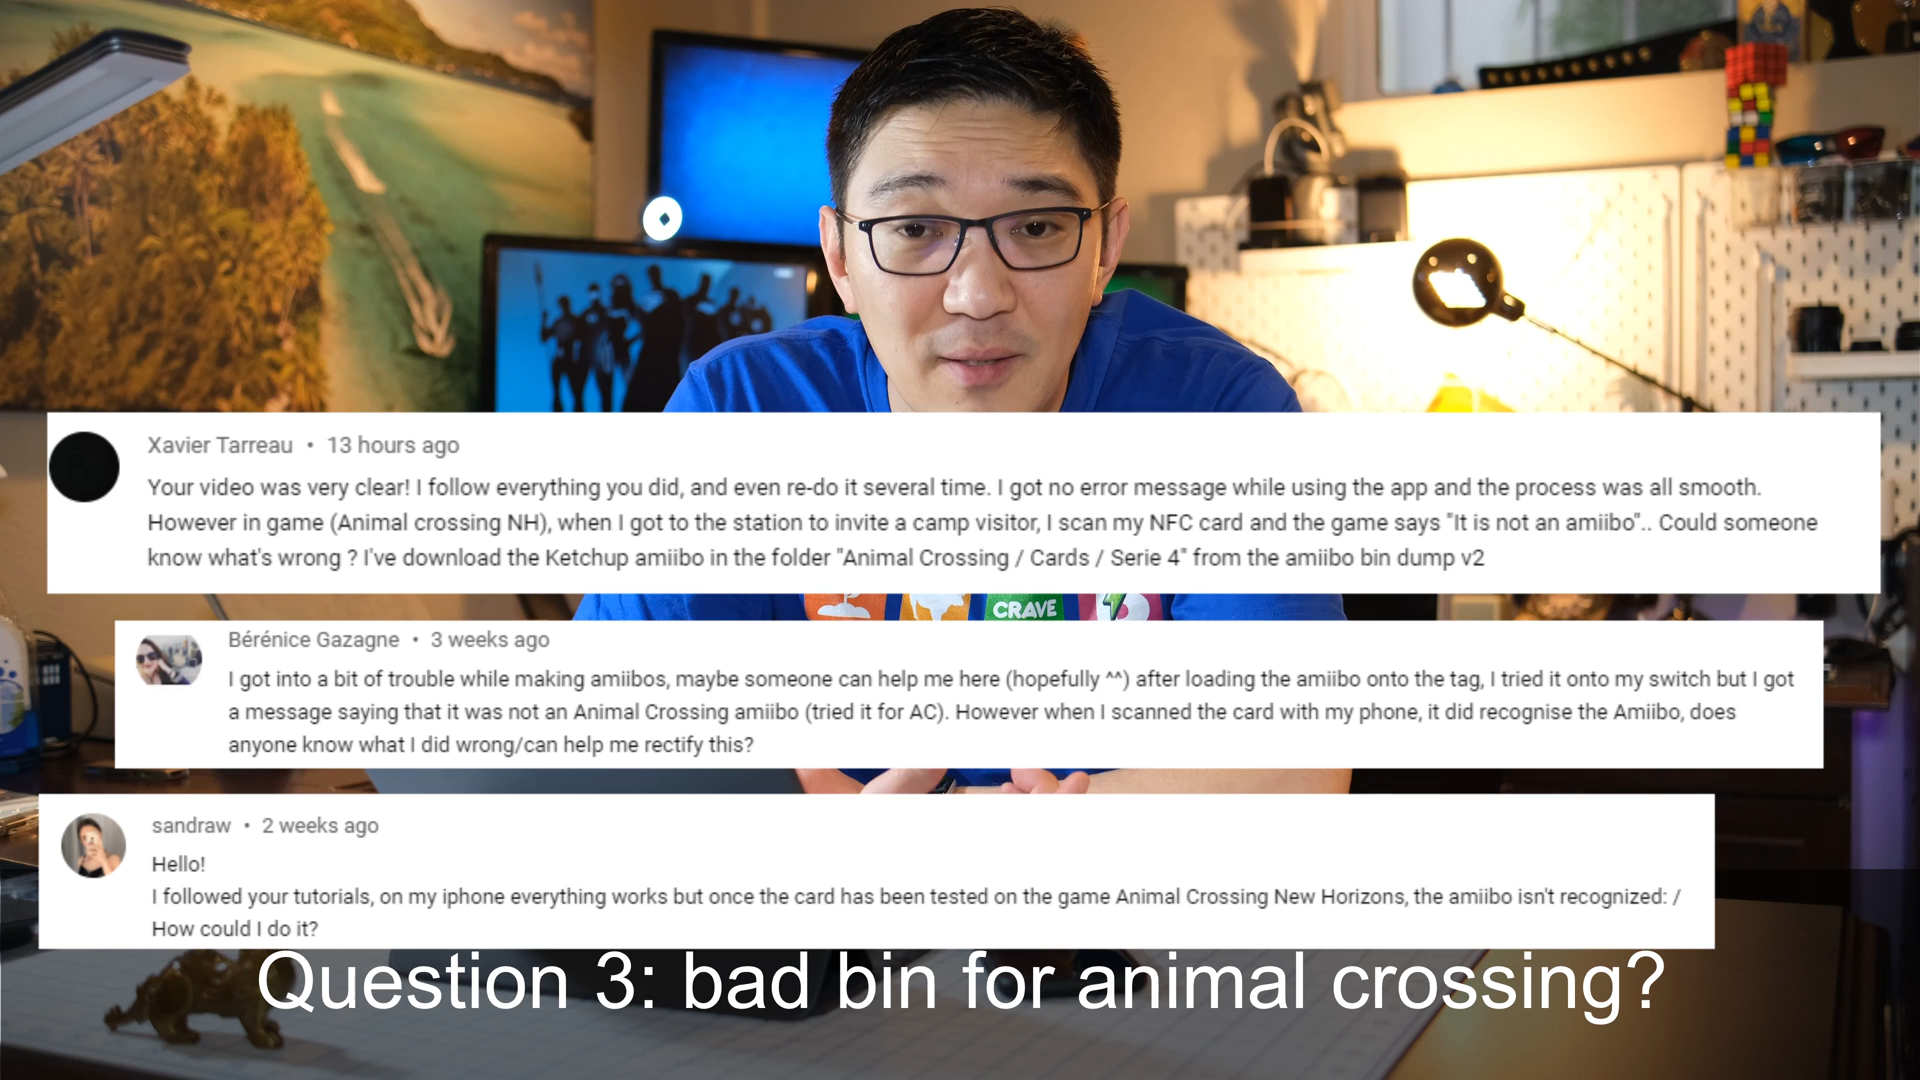 Xavier Tarreau • 13 hours ago
Your video was very clear! I follow everything you did, and even re-do it several time. I got no error message while using the app and the process was all smooth.
However in game (Animal crossing NH), when I got to the station to invite a camp visitor, I scan my NFC card and the game says "It is not an amiibo".. Could someone
know what's wrong ? I've download the Ketchup amiibo in the folder "Animal Crossing / Cards / Serie 4" from the amiibo bin dump v2
CRAVE
Bérénice Gazagne • 3 weeks ago
I got into a bit of trouble while making amiibos, maybe someone can help me here (hopefully ^^) after loading the amiibo onto the tag, I tried it onto my switch but I got
a message saying that it was not an Animal Crossing amiibo (tried it for AC). However when I scanned the card with my phone, it did recognise the Amiibo, does
anyone know what I did wrong/can help me rectify this?
sandraw • 2 weeks ago
Hello!
I followed your tutorials, on my iphone everything works but once the card has been tested on the game Animal Crossing New Horizons, the amiibo isn't recognized: /
How could I do it?
Question 3: bad bin for animal crossing?